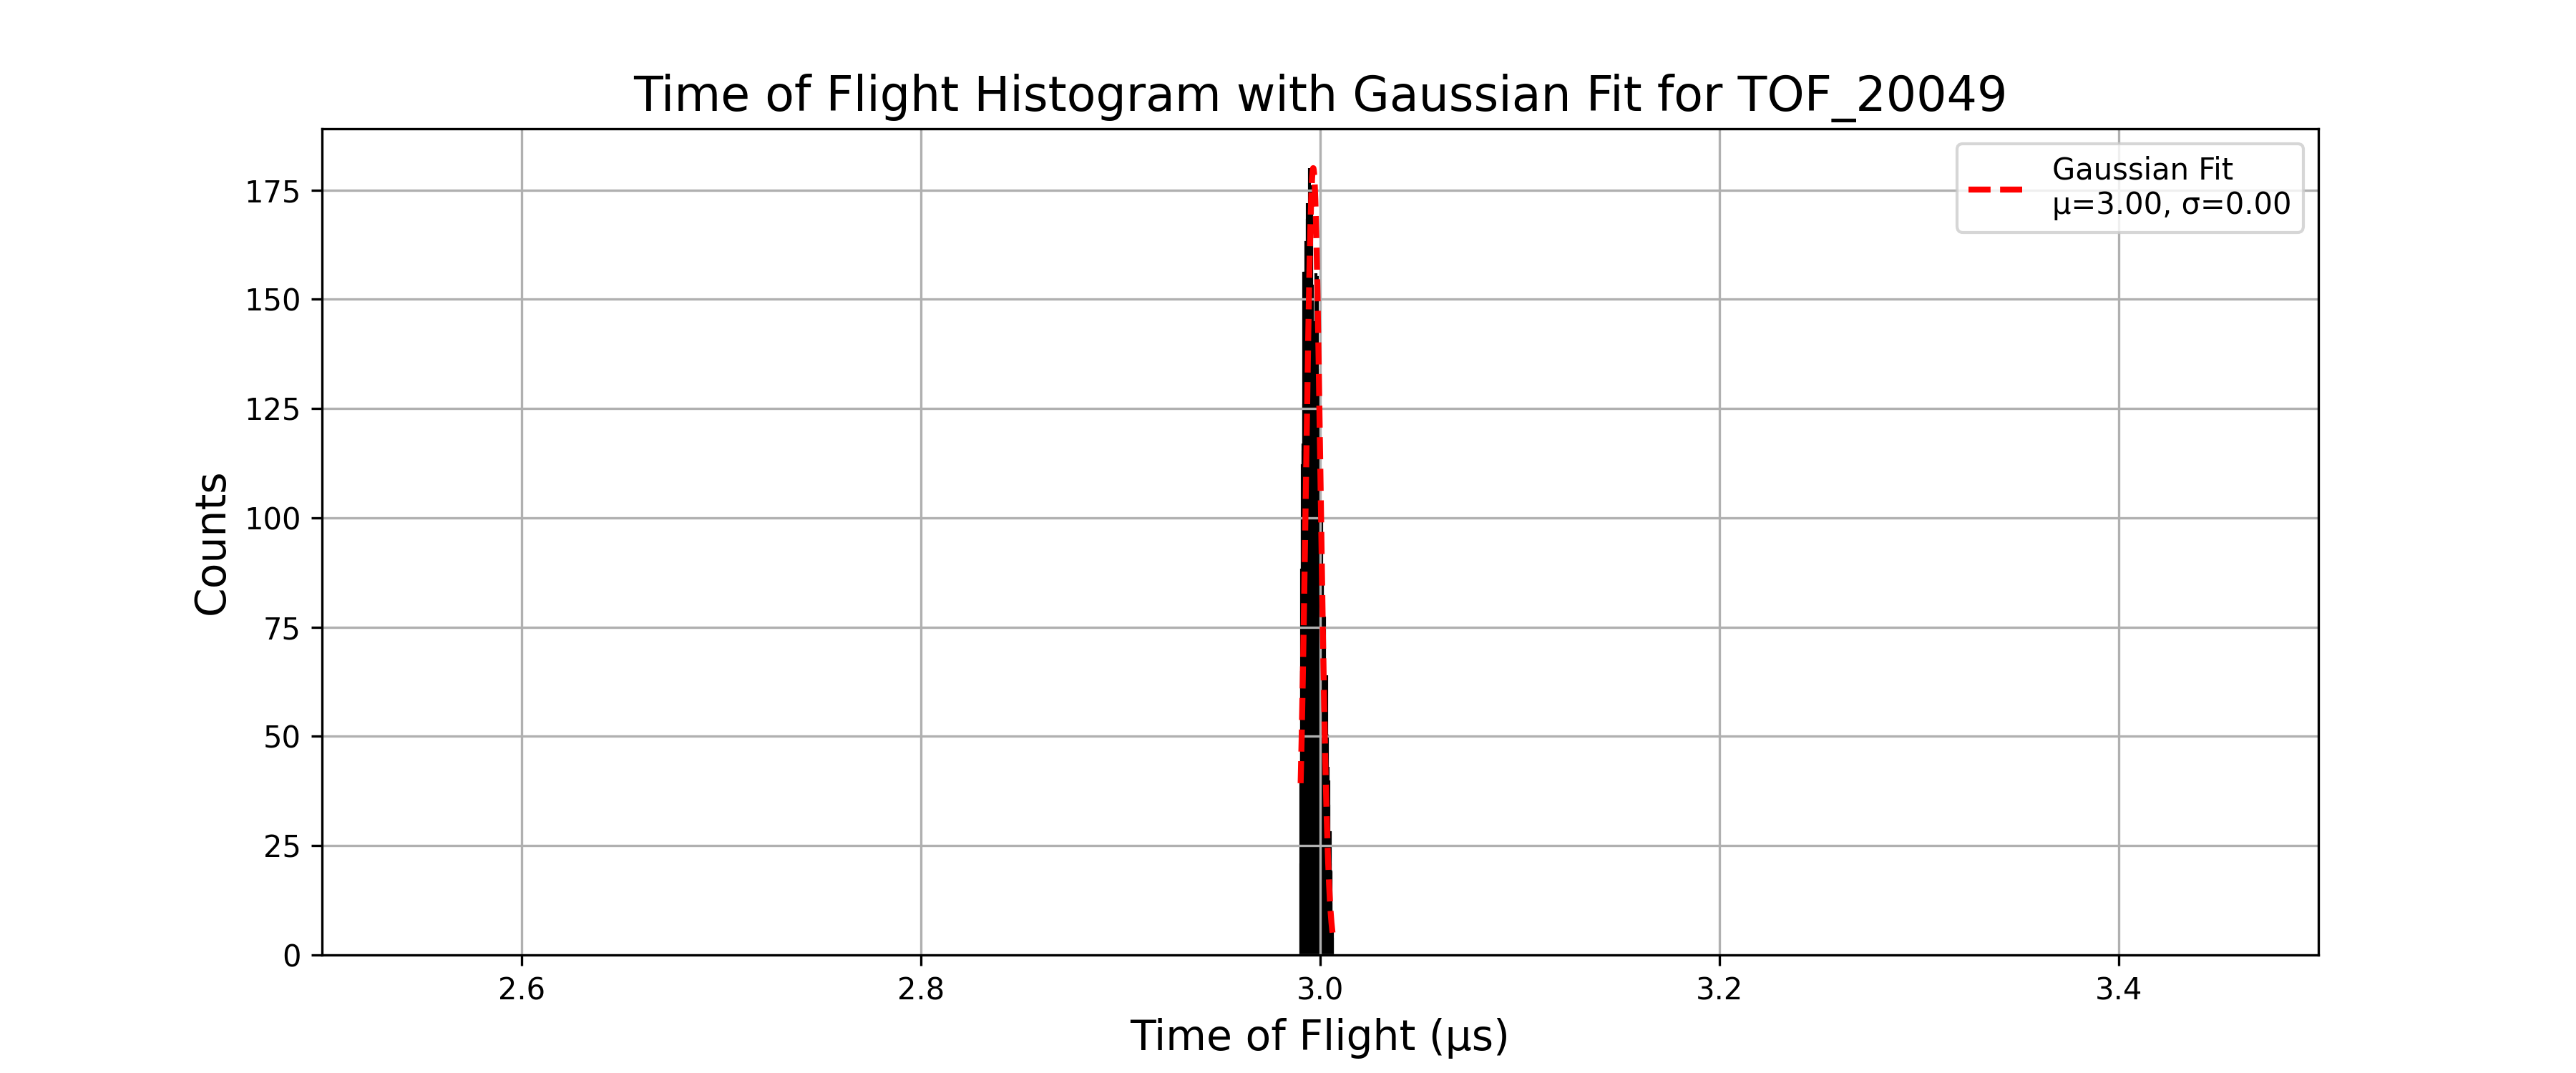 Time of Flight Histogram with Gaussian Fit for TOF_20049
Gaussian Fit
μ=3.00, σ=0.00
175
150
125
100
75
50
25
0
Counts
2.6 2.8 3.0 3.2 3.4
Time of Flight (μs)